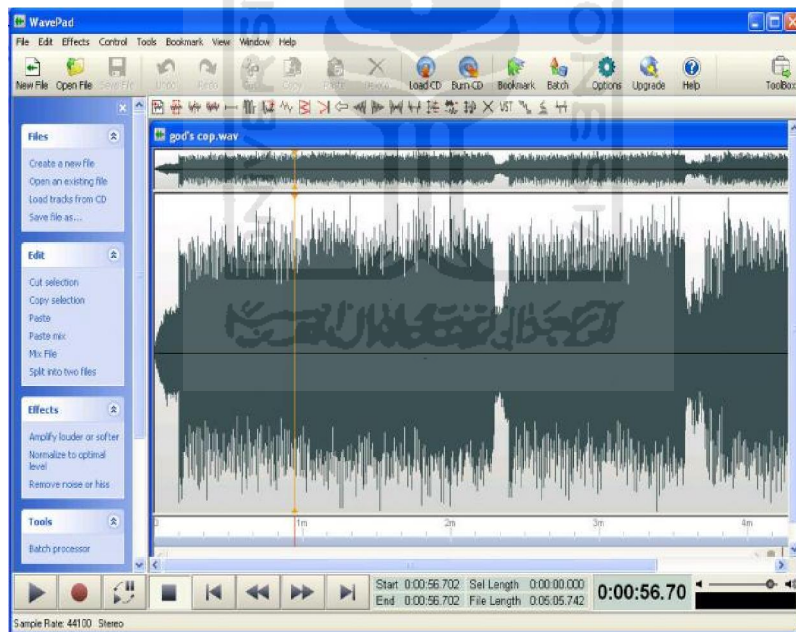 WavePad
File Edit Effects Control Tools Bookmark View Window Help
New File Open File Save File Undo Redo Cut Copy Paste Delete Load CD Burn CD Bookmark Batch Options Upgrade Help ToolBox
VST
Files
god's cop.wav
Create a new file
Open an existing file
Load tracks from CD
Save file as...
Edit
Cut selection
Copy selection
Paste
Paste mix
Mix File
Split into two files
Effects
Amplify louder or softer
Normalize to optimal
level
Remove noise or hiss
Tools
Batch processor
0 1m 2m 3m 4m
Start 0:00:56.702 Sel Length 0:00:00.000
End 0:00:56.702 File Length 0:05:05.742
0:00:56.70
Sample Rate: 44100 Stereo